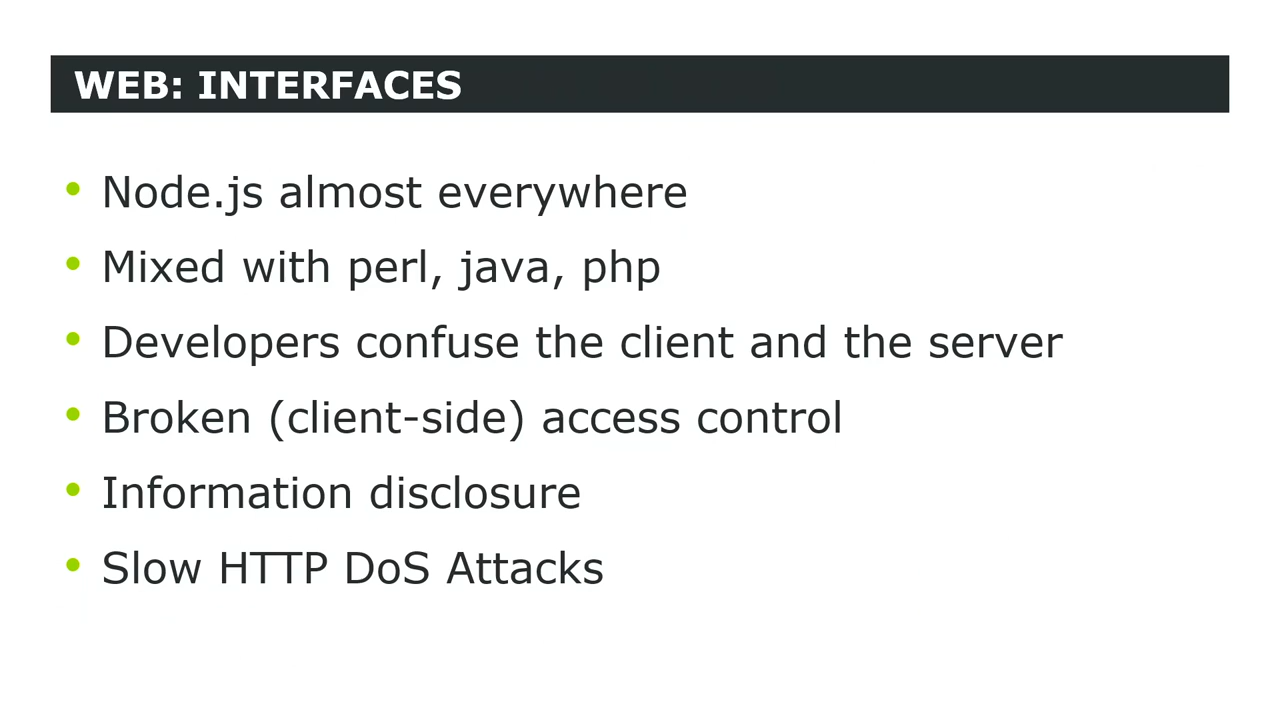 WEB: INTERFACES
• Node.js almost everywhere
• Mixed with perl, java, php
• Developers confuse the client and the server
• Broken (client-side) access control
• Information disclosure
• Slow HTTP DoS Attacks